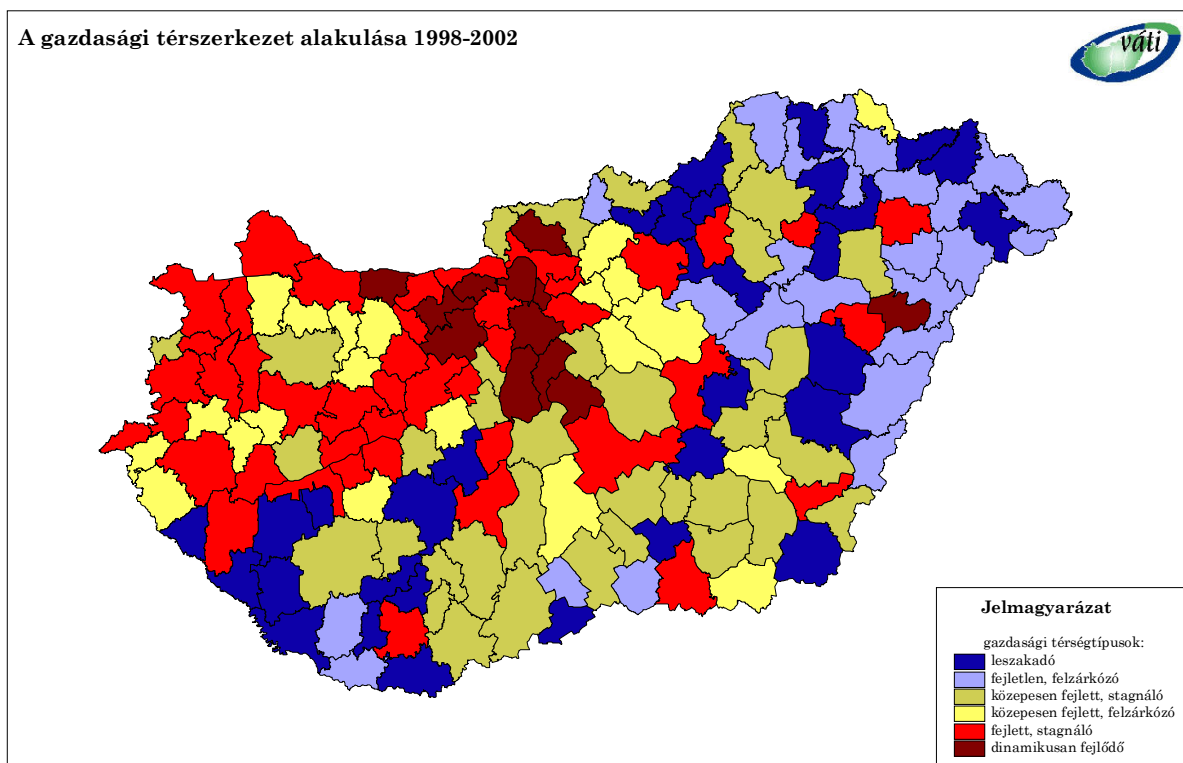 A gazdasági térszerkezet alakulása 1998-2002
váti
Jelmagyarázat
gazdasági térségtípusok:
leszakadó
fejletlen, felzárkózó
közepesen fejlett, stagnáló
közepesen fejlett, felzárkózó
fejlett, stagnáló
dinamikusan fejlődő